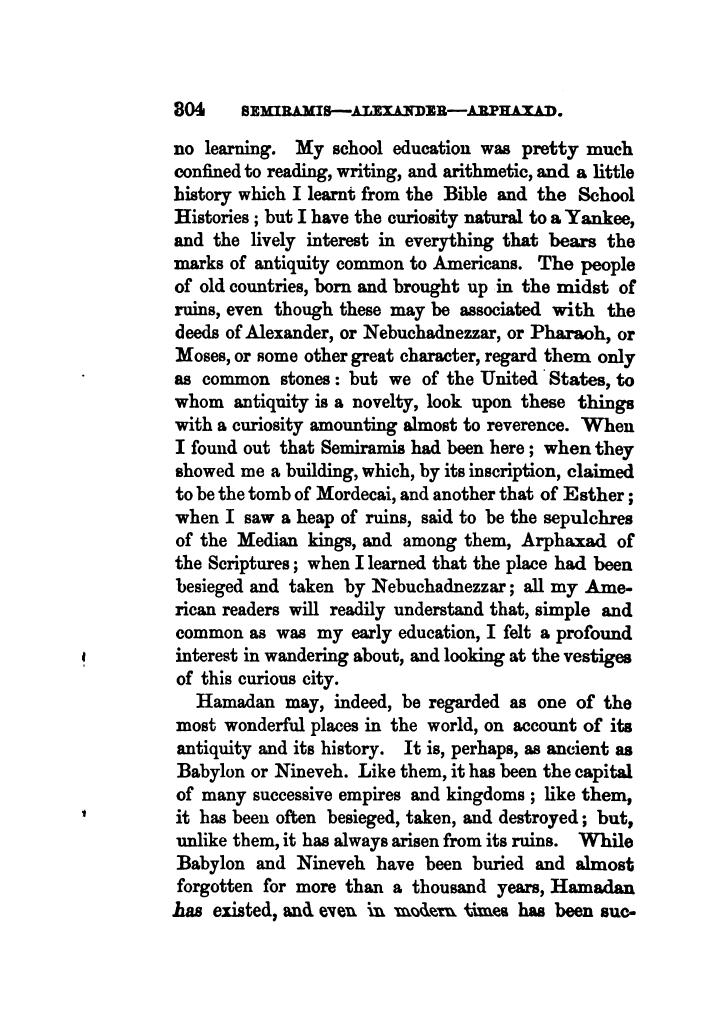 304 SEMIRAMIS—ALEXANDER—ARPHAXAD.
no learning. My school education was pretty much
confined to reading, writing, and arithmetic, and a little
history which I learnt from the Bible and the School
Histories ; but I have the curiosity natural to a Yankee,
and the lively interest in everything that bears the
marks of antiquity common to Americans. The people
of old countries, born and brought up in the midst of
ruins, even though these may be associated with the
deeds of Alexander, or Nebuchadnezzar, or Pharaoh, or
Moses, or some other great character, regard them only
as common stones : but we of the United States, to
whom antiquity is a novelty, look upon these things
with a curiosity amounting almost to reverence. When
I found out that Semiramis had been here ; when they
showed me a building, which, by its inscription, claimed
to be the tomb of Mordecai, and another that of Esther ;
when I saw a heap of ruins, said to be the sepulchres
of the Median kings, and among them, Arphaxad of
the Scriptures ; when I learned that the place had been
besieged and taken by Nebuchadnezzar ; all my Ame-
rican readers will readily understand that, simple and
common as was my early education, I felt a profound
interest in wandering about, and looking at the vestiges
of this curious city.
Hamadan may, indeed, be regarded as one of the
most wonderful places in the world, on account of its
antiquity and its history. It is, perhaps, as ancient as
Babylon or Nineveh. Like them, it has been the capital
of many successive empires and kingdoms ; like them,
it has been often besieged, taken, and destroyed ; but,
unlike them, it has always arisen from its ruins. While
Babylon and Nineveh have been buried and almost
forgotten for more than a thousand years, Hamadan
has existed, and even in modern times has been suc-